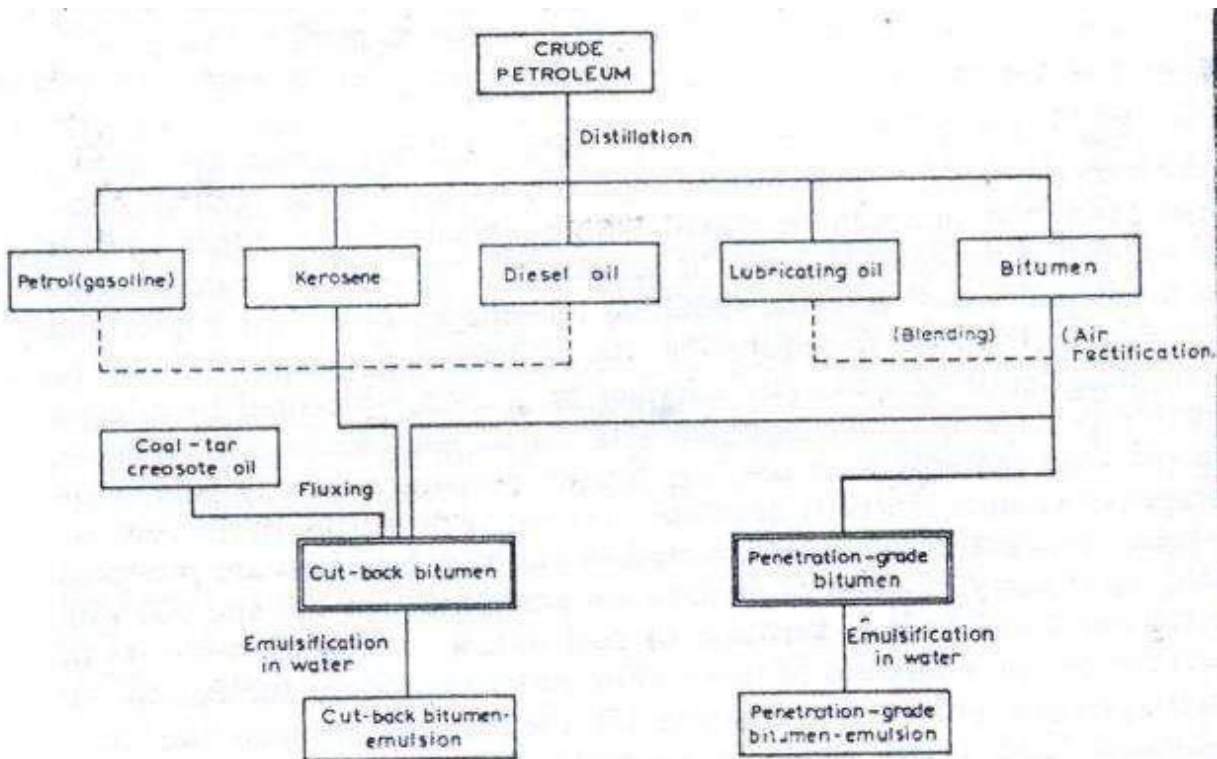 CRUDE
PETROLEUM
Distillation
Petrol(gasoline)
Kerosene
Diesel oil
Lubricating oil
Bitumen
(Blending)
(Air
rectification.
Coal-tar
creosote oil
Fluxing
Cut-back bitumen
Penetration-grade
bitumen
Emulsification
in water
Emulsification
in water
Cut-back bitumen-
emulsion
Penetration-grade
bitumen-emulsion